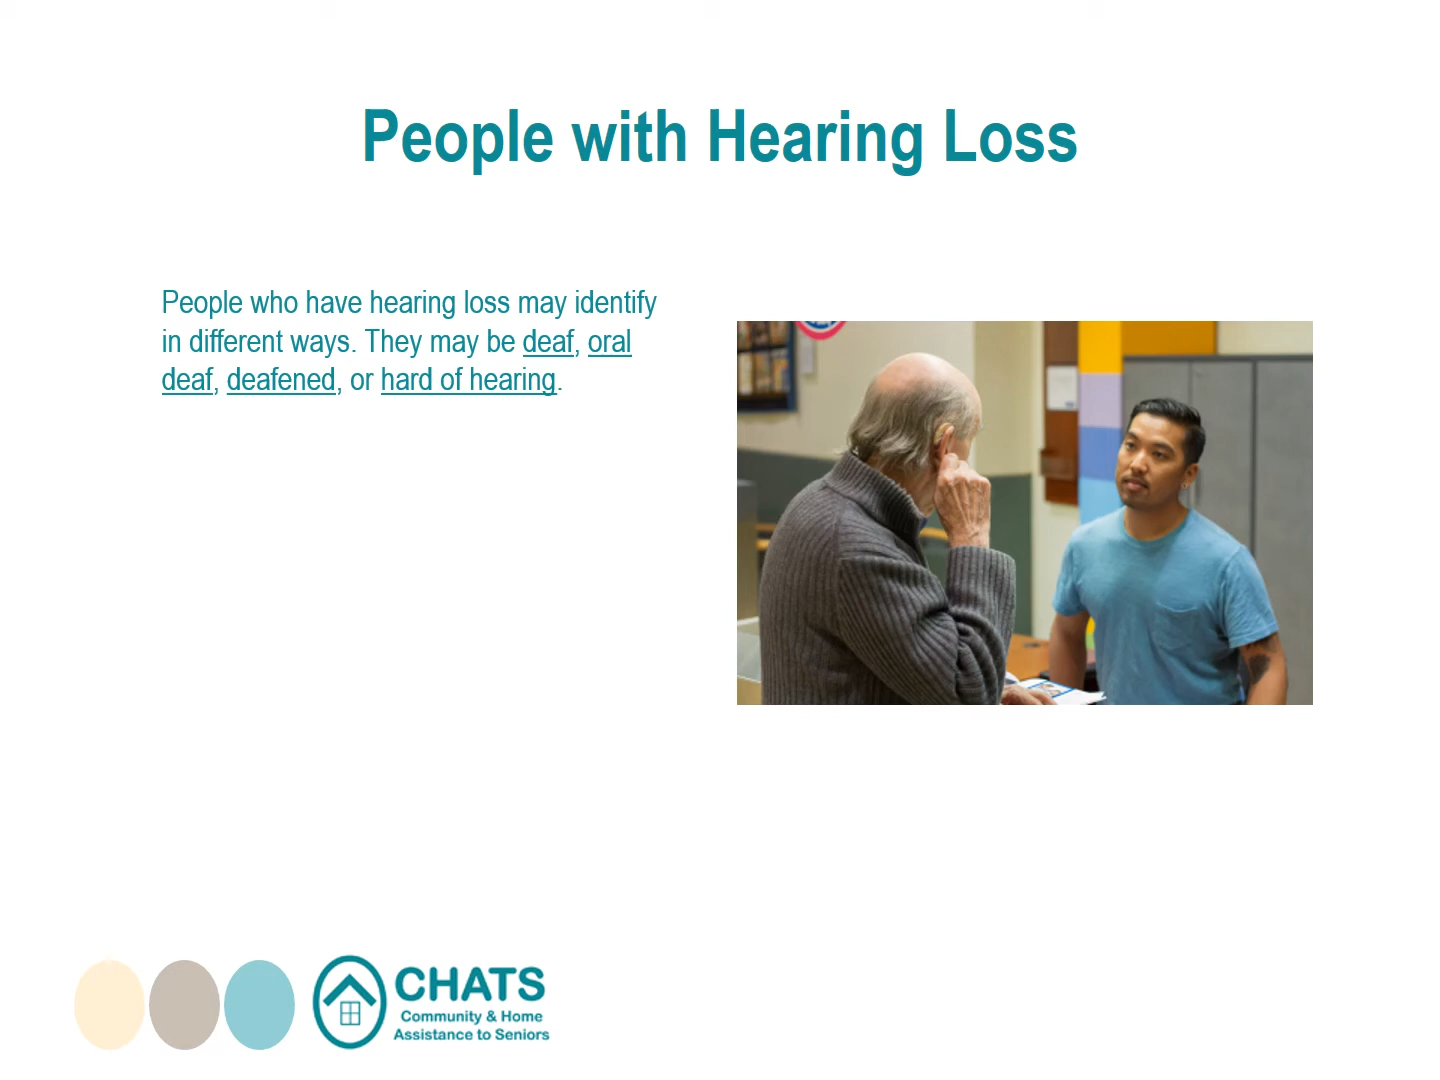 People with Hearing Loss
People who have hearing loss may identify
in different ways. They may be deaf, oral
deaf, deafened, or hard of hearing.
CHATS
Community & Home
Assistance to Seniors